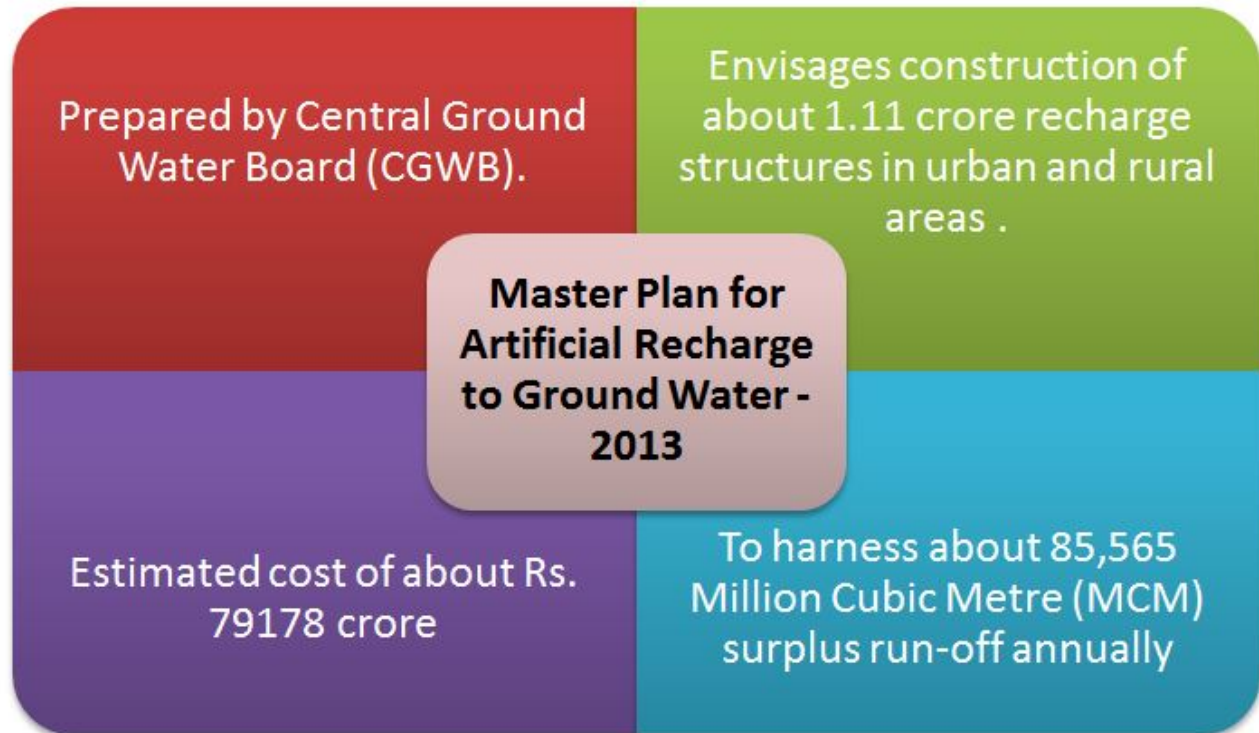 Prepared by Central Ground
Water Board (CGWB).
Envisages construction of
about 1.11 crore recharge
structures in urban and rural
areas .
Master Plan for
Artificial Recharge
to Ground Water -
2013
Estimated cost of about Rs.
79178 crore
To harness about 85,565
Million Cubic Metre (MCM)
surplus run-off annually